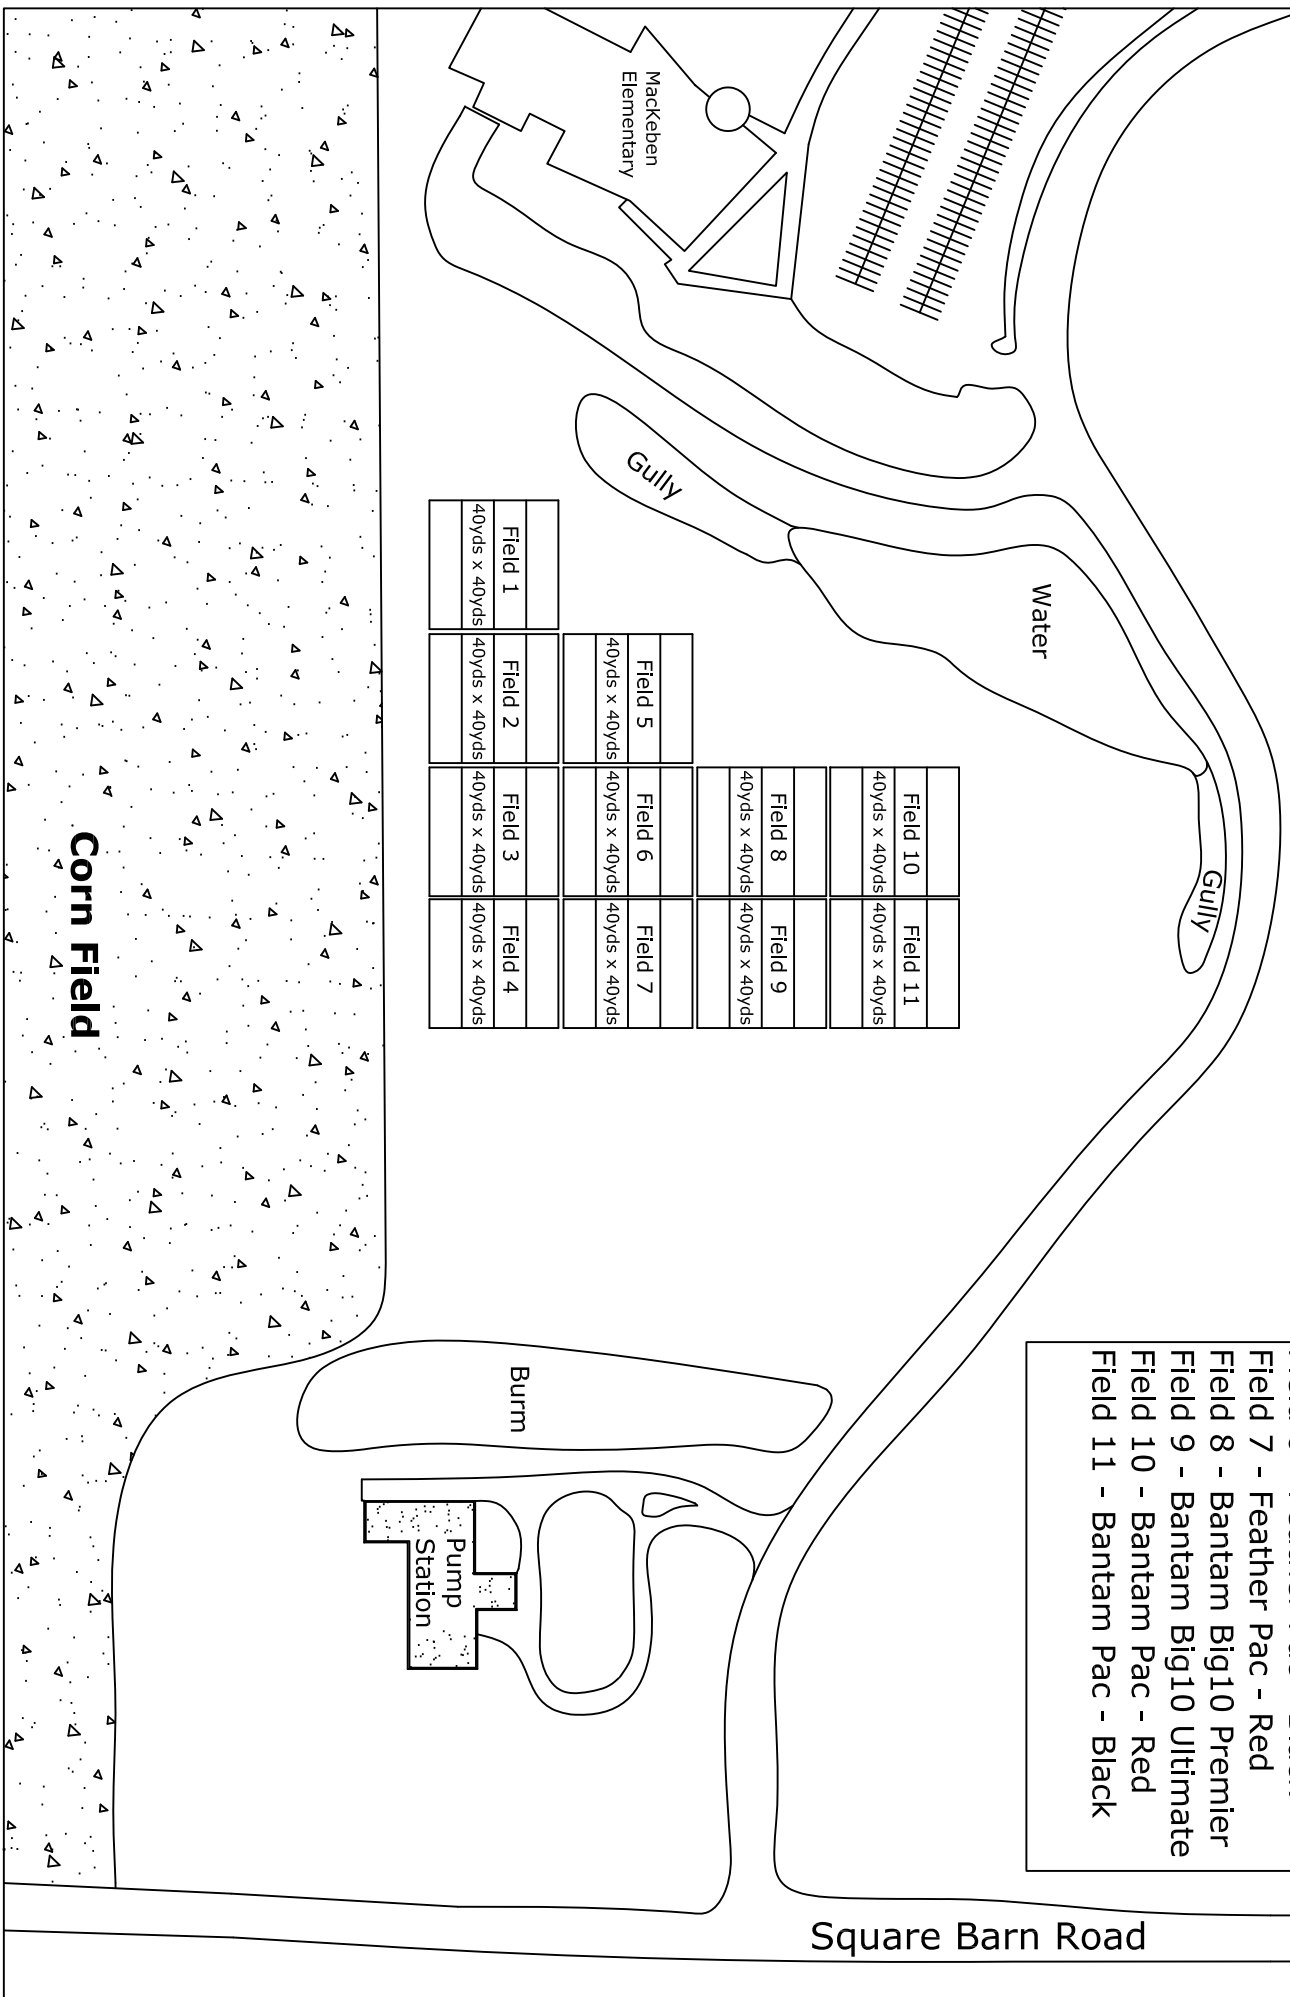 MacKeben
Elementary
Gully
Water
Gully
Field 1
40yds x 40yds
Field 2
40yds x 40yds
Field 3
40yds x 40yds
Field 4
40yds x 40yds
Field 5
40yds x 40yds
Field 6
40yds x 40yds
Field 7
40yds x 40yds
Field 8
40yds x 40yds
Field 9
40yds x 40yds
Field 10
40yds x 40yds
Field 11
40yds x 40yds
Corn Field
Burm
Pump
Station
Field 7 - Feather Pac - Red
Field 8 - Bantam Big10 Premier
Field 9 - Bantam Big10 Ultimate
Field 10 - Bantam Pac - Red
Field 11 - Bantam Pac - Black
Square Barn Road